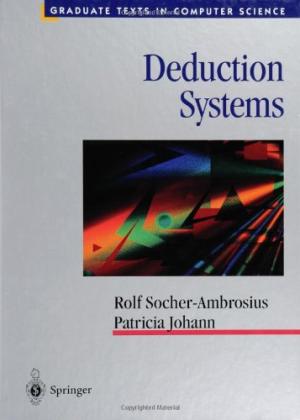 GRADUATE TEXTS IN COMPUTER SCIENCE
Deduction
Systems
Rolf Socher-Ambrosius
Patricia Johann
Springer